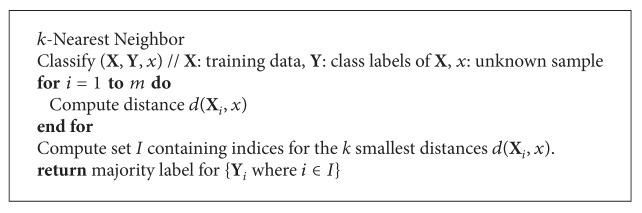 k-Nearest Neighbor
Classify (X, Y, x) // X: training data, Y: class labels of X, x: unknown sample
for i = 1 to m do
Compute distance d(Xᵢ, x)
end for
Compute set I containing indices for the k smallest distances d(Xᵢ, x).
return majority label for {Yᵢ where i ∈ I}